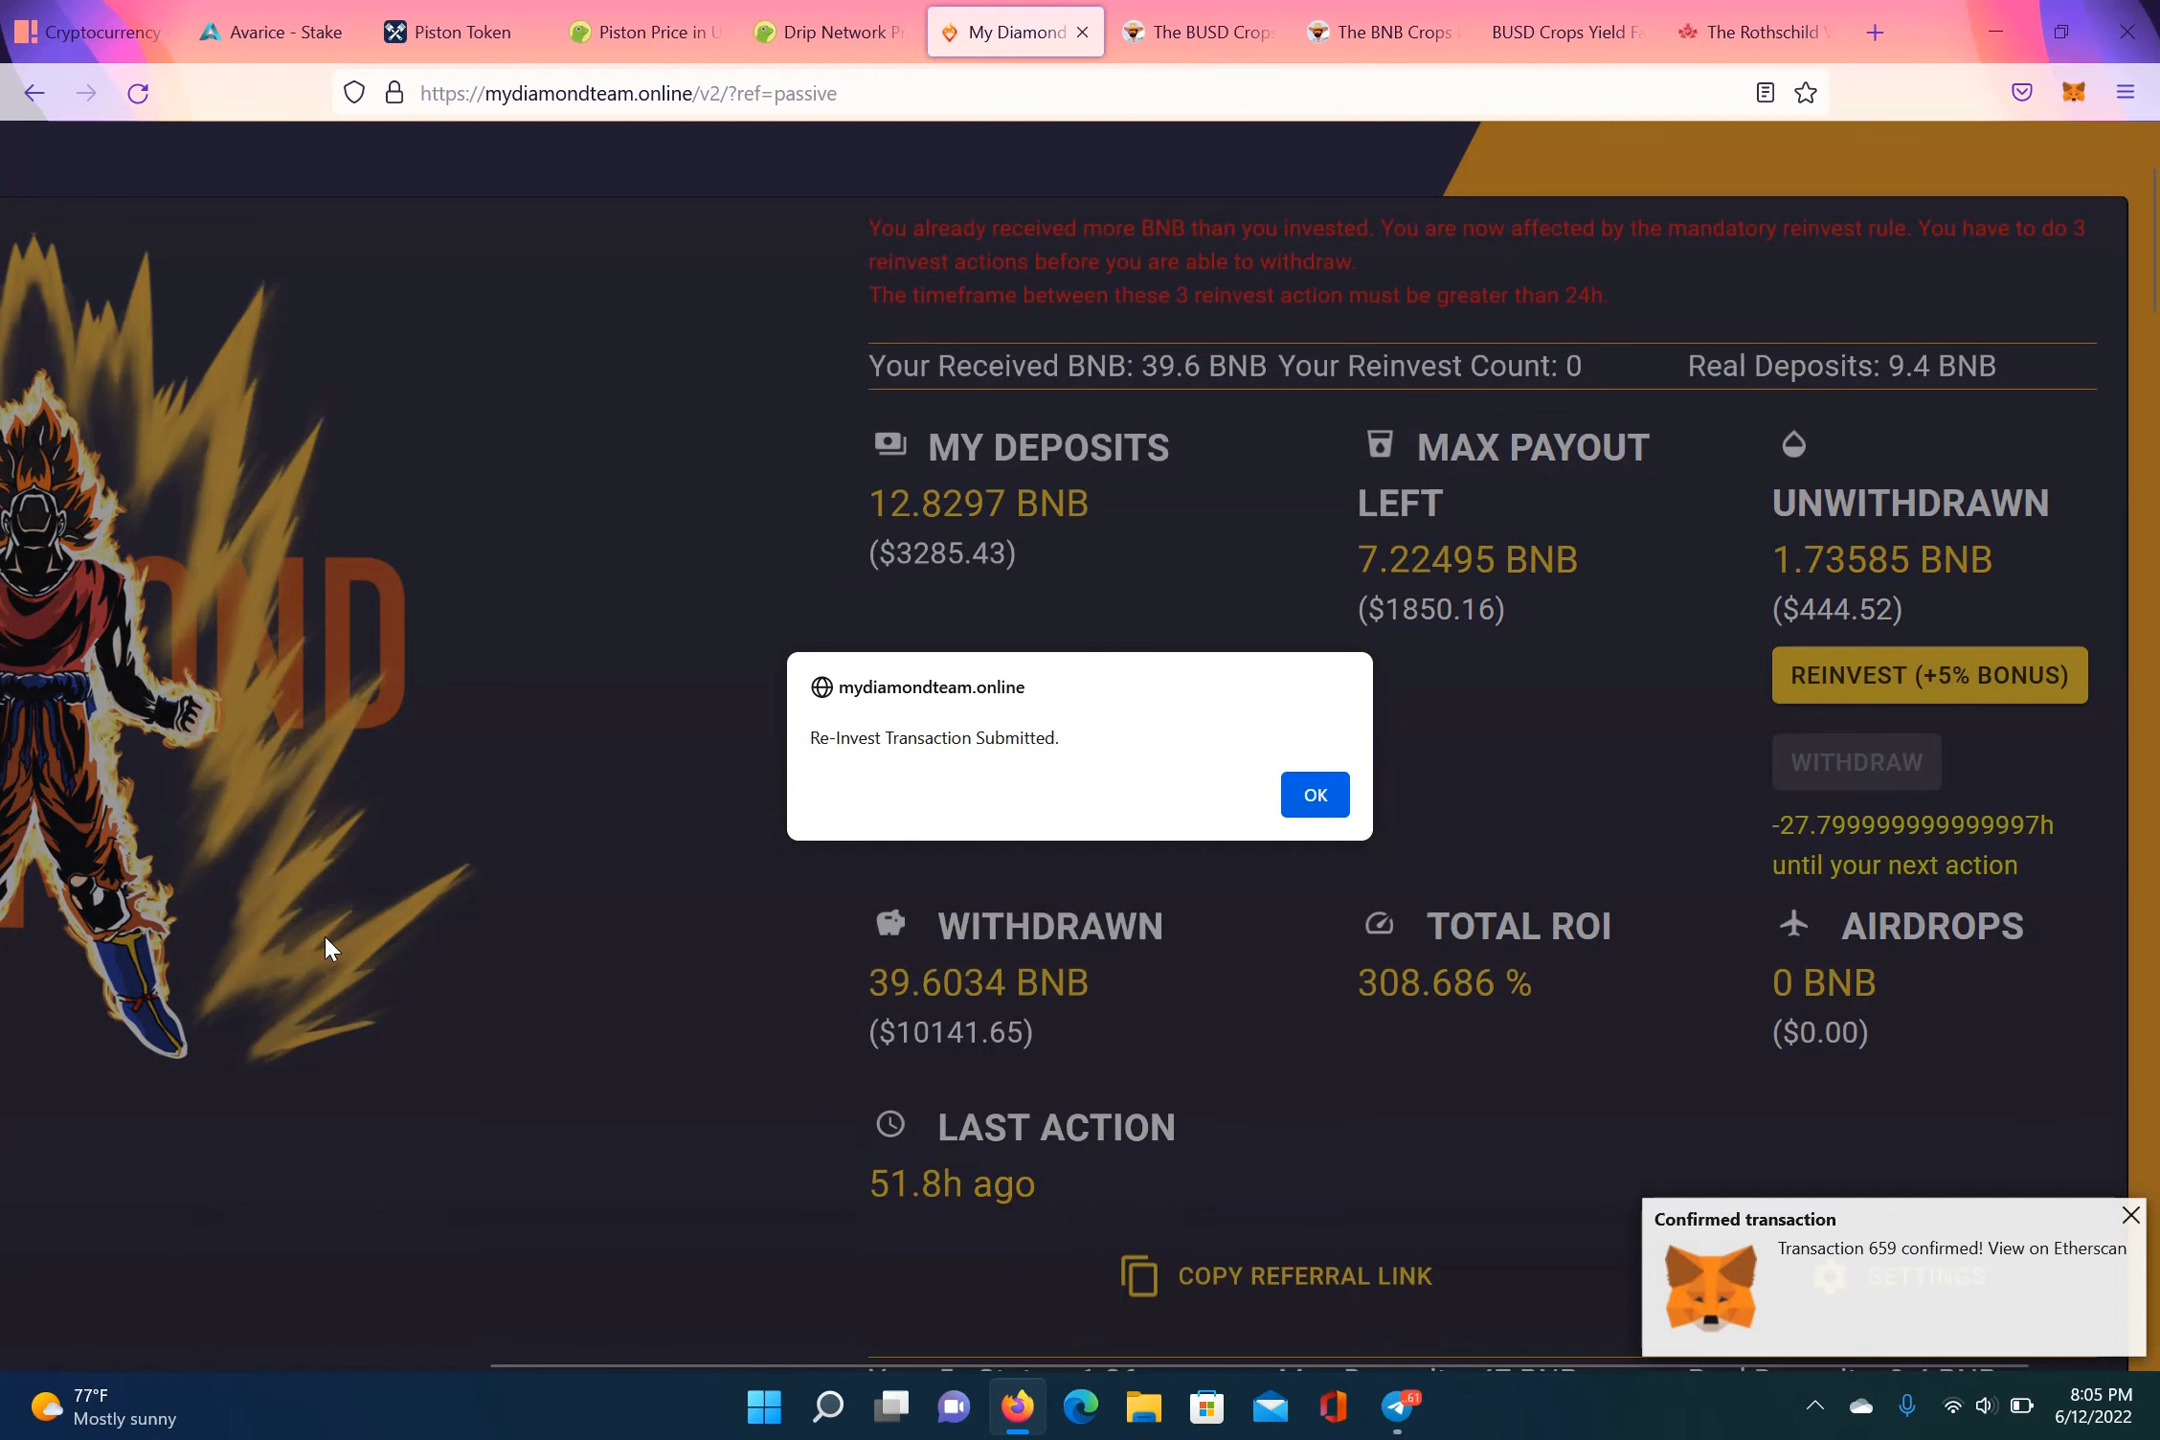 Cryptocurrency
Avarice - Stake
Piston Token
Piston Price in U
Drip Network P
My Diamond
The BUSD Crops
The BNB Crops
BUSD Crops Yield Fa
The Rothschild
https://mydiamondteam.online/v2/?ref=passive
You already received more BNB than you invested. You are now affected by the mandatory reinvest rule. You have to do 3
reinvest actions before you are able to withdraw.
The timeframe between these 3 reinvest action must be greater than 24h.
Your Received BNB: 39.6 BNB Your Reinvest Count: 0 Real Deposits: 9.4 BNB
MY DEPOSITS
12.8297 BNB
($3285.43)
MAX PAYOUT
LEFT
7.22495 BNB
($1850.16)
UNWITHDRAWN
1.73585 BNB
($444.52)
REINVEST (+5% BONUS)
WITHDRAW
-27.799999999999997h
until your next action
mydiamondteam.online
Re-Invest Transaction Submitted.
OK
WITHDRAWN
39.6034 BNB
($10141.65)
TOTAL ROI
308.686 %
AIRDROPS
0 BNB
($0.00)
LAST ACTION
51.8h ago
COPY REFERRAL LINK
SETTINGS
Confirmed transaction
Transaction 659 confirmed! View on Etherscan
OND
77°F
Mostly sunny
61
8:05 PM
6/12/2022